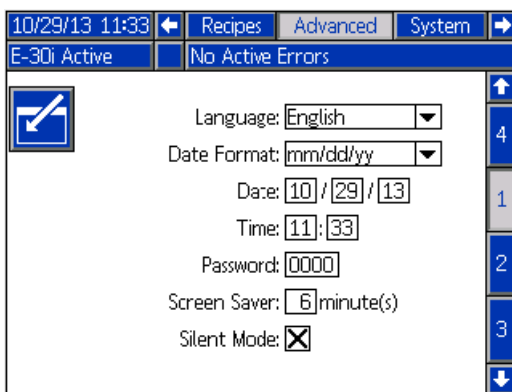 10/29/13 11:33 Recipes Advanced System
E-30i Active No Active Errors
Language: English
4
Date Format: mm/dd/yy
Date: 10 / 29 / 13
1
Time: 11 : 33
Password: 0000
2
Screen Saver: 6 minute(s)
3
Silent Mode: